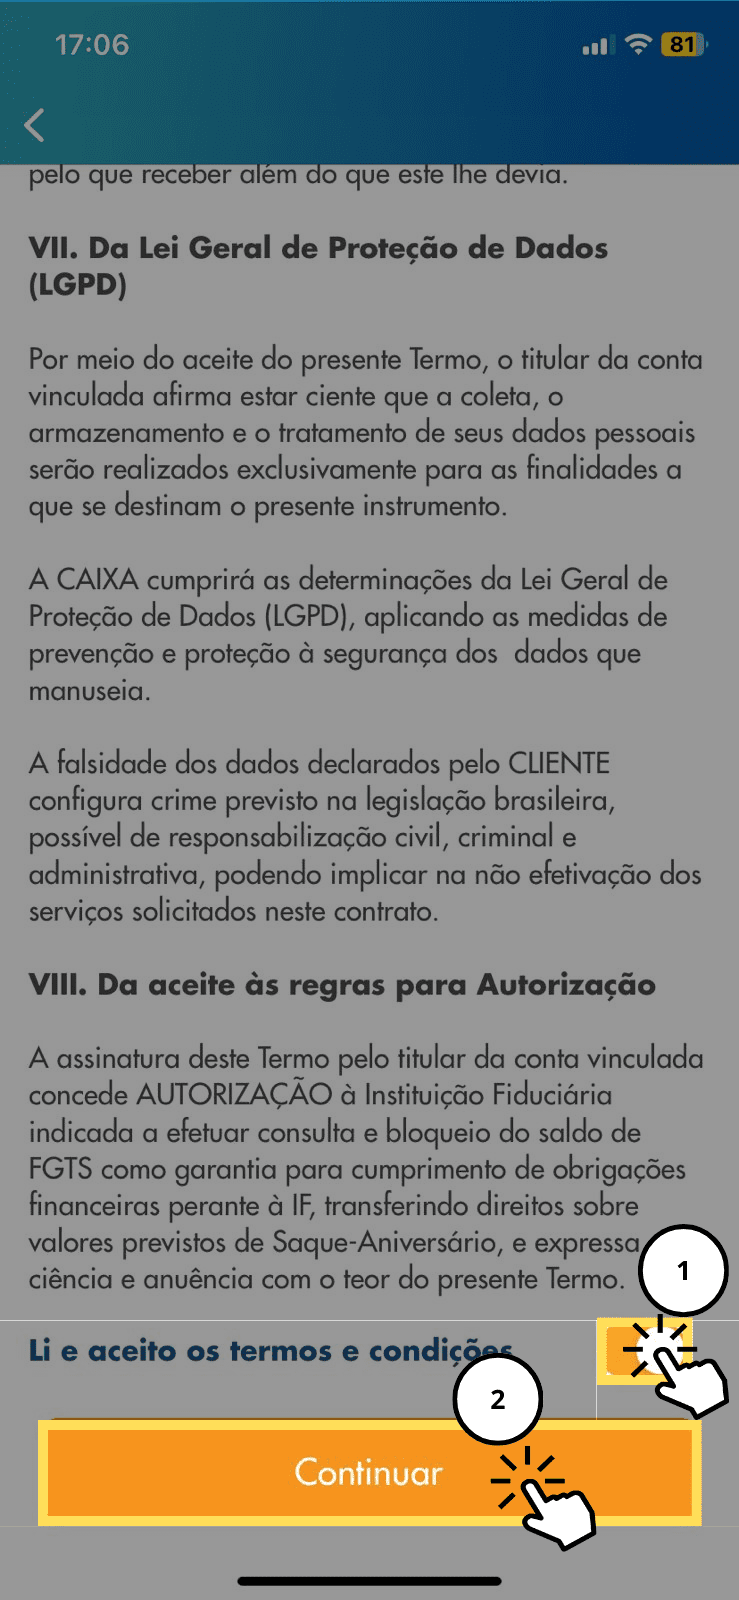 17:06
81
pelo que receber além do que este lhe devia.
VII. Da Lei Geral de Proteção de Dados
(LGPD)
Por meio do aceite do presente Termo, o titular da conta
vinculada afirma estar ciente que a coleta, o
armazenamento e o tratamento de seus dados pessoais
serão realizados exclusivamente para as finalidades a
que se destinam o presente instrumento.
A CAIXA cumprirá as determinações da Lei Geral de
Proteção de Dados (LGPD), aplicando as medidas de
prevenção e proteção à segurança dos  dados que
manuseia.
A falsidade dos dados declarados pelo CLIENTE
configura crime previsto na legislação brasileira,
possível de responsabilização civil, criminal e
administrativa, podendo implicar na não efetivação dos
serviços solicitados neste contrato.
VIII. Da aceite às regras para Autorização
A assinatura deste Termo pelo titular da conta vinculada
concede AUTORIZAÇÃO à Instituição Fiduciária
indicada a efetuar consulta e bloqueio do saldo de
FGTS como garantia para cumprimento de obrigações
financeiras perante à IF, transferindo direitos sobre
valores previstos de Saque-Aniversário, e expressa
ciência e anuência com o teor do presente Termo.
1
Li e aceito os termos e condições
2
Continuar